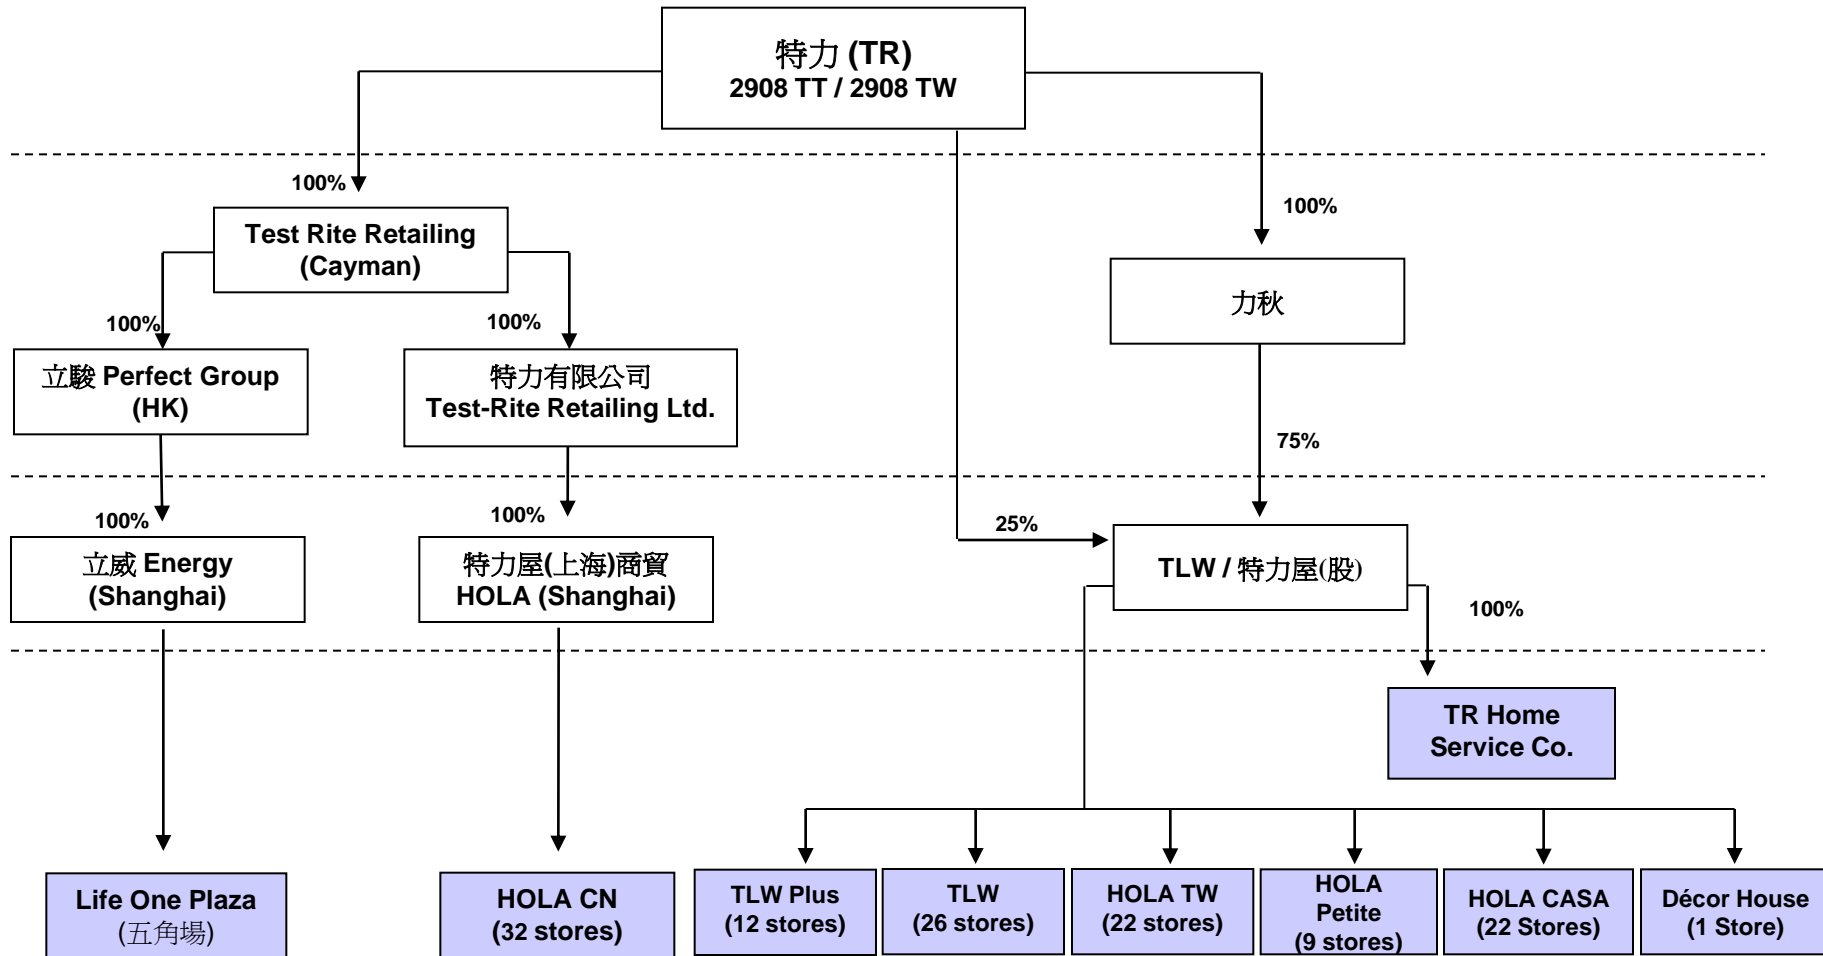 特力 (TR)
2908 TT / 2908 TW
100%
100%
Test Rite Retailing
(Cayman)
力秋
100%
100%
立駿 Perfect Group
(HK)
特力有限公司
Test-Rite Retailing Ltd.
75%
100%
100%
25%
立威 Energy
(Shanghai)
特力屋(上海)商貿
HOLA (Shanghai)
TLW / 特力屋(股)
100%
TR Home
Service Co.
Life One Plaza
(五角場)
HOLA CN
(32 stores)
TLW Plus
(12 stores)
TLW
(26 stores)
HOLA TW
(22 stores)
HOLA
Petite
(9 stores)
HOLA CASA
(22 Stores)
Décor House
(1 Store)